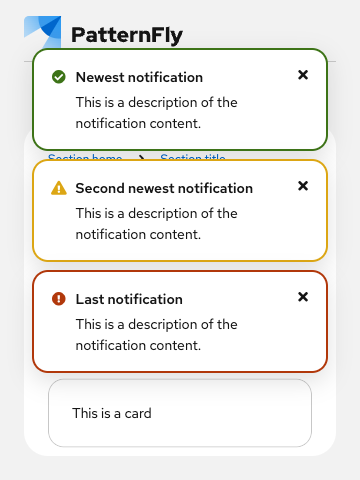 PatternFly
Newest notification
This is a description of the
notification content.
Section home
Section title
Second newest notification
This is a description of the
notification content.
Last notification
This is a description of the
notification content.
This is a card